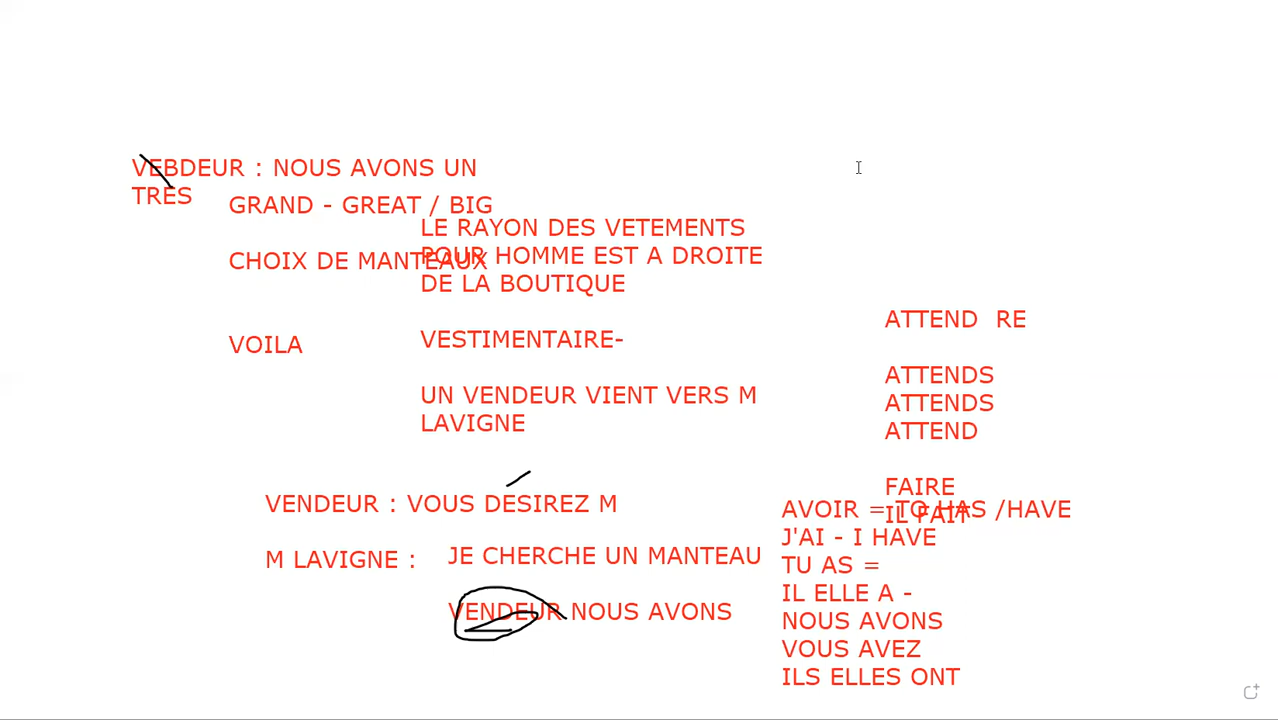 VEBDEUR : NOUS AVONS UN
TRES
GRAND - GREAT / BIG
CHOIX DE MANTEAUX
VOILA
LE RAYON DES VETEMENTS
POUR HOMME EST A DROITE
DE LA BOUTIQUE
VESTIMENTAIRE-
UN VENDEUR VIENT VERS M
LAVIGNE
VENDEUR : VOUS DESIREZ M
M LAVIGNE :
JE CHERCHE UN MANTEAU
VENDEUR NOUS AVONS
ATTEND RE
ATTENDS
ATTENDS
ATTEND
FAIRE
IL FAIT
AVOIR = TO HAS /HAVE
J'AI - I HAVE
TU AS =
IL ELLE A -
NOUS AVONS
VOUS AVEZ
ILS ELLES ONT